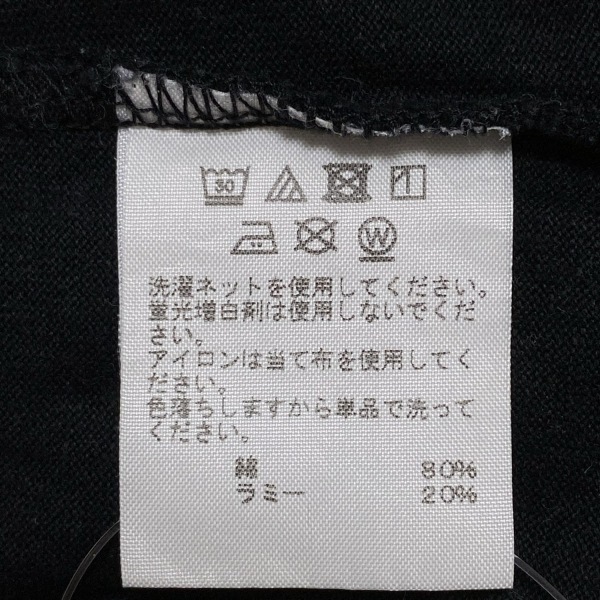 30
W
洗濯ネットを使用してください。
蛍光増白剤は使用しないでくだ
さい。
アイロンは当て布を使用してく
ださい。
色落ちしますから単品で洗って
ください。
綿 80%
ラミー 20%